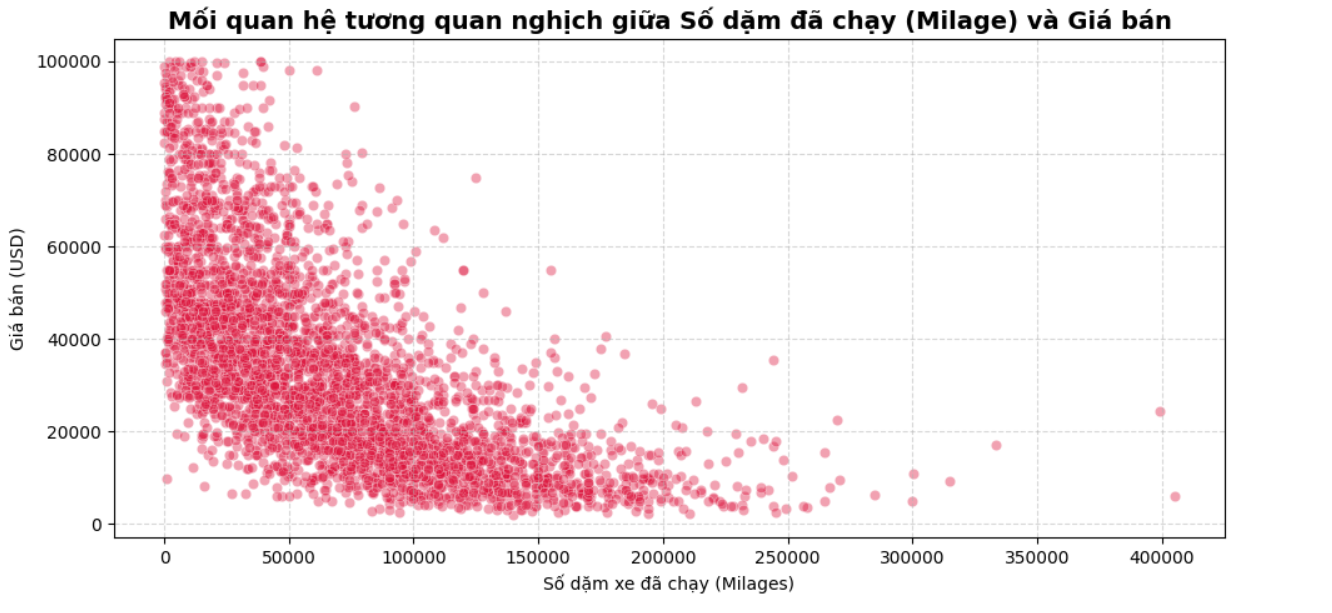 Mối quan hệ tương quan nghịch giữa Số dặm đã chạy (Milage) và Giá bán
100000
80000
60000
40000
20000
0
Giá bán (USD)
0 50000 100000 150000 200000 250000 300000 350000 400000
Số dặm xe đã chạy (Milages)